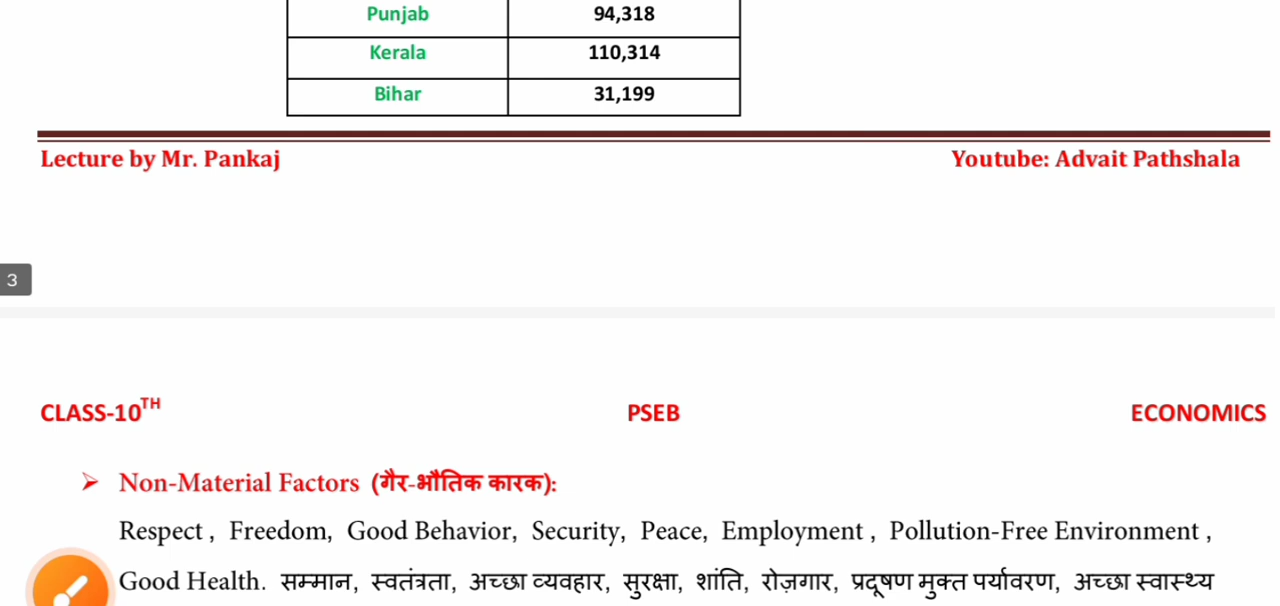 Punjab 94,318
Kerala 110,314
Bihar 31,199
Lecture by Mr. Pankaj Youtube: Advait Pathshala
3
CLASS-10TH PSEB ECONOMICS
➢ Non-Material Factors (गैर-भौतिक कारक):
Respect , Freedom, Good Behavior, Security, Peace, Employment , Pollution-Free Environment ,
Good Health. सम्मान, स्वतंत्रता, अच्छा व्यवहार, सुरक्षा, शांति, रोज़गार, प्रदूषण मुक्त पर्यावरण, अच्छा स्वास्थ्य